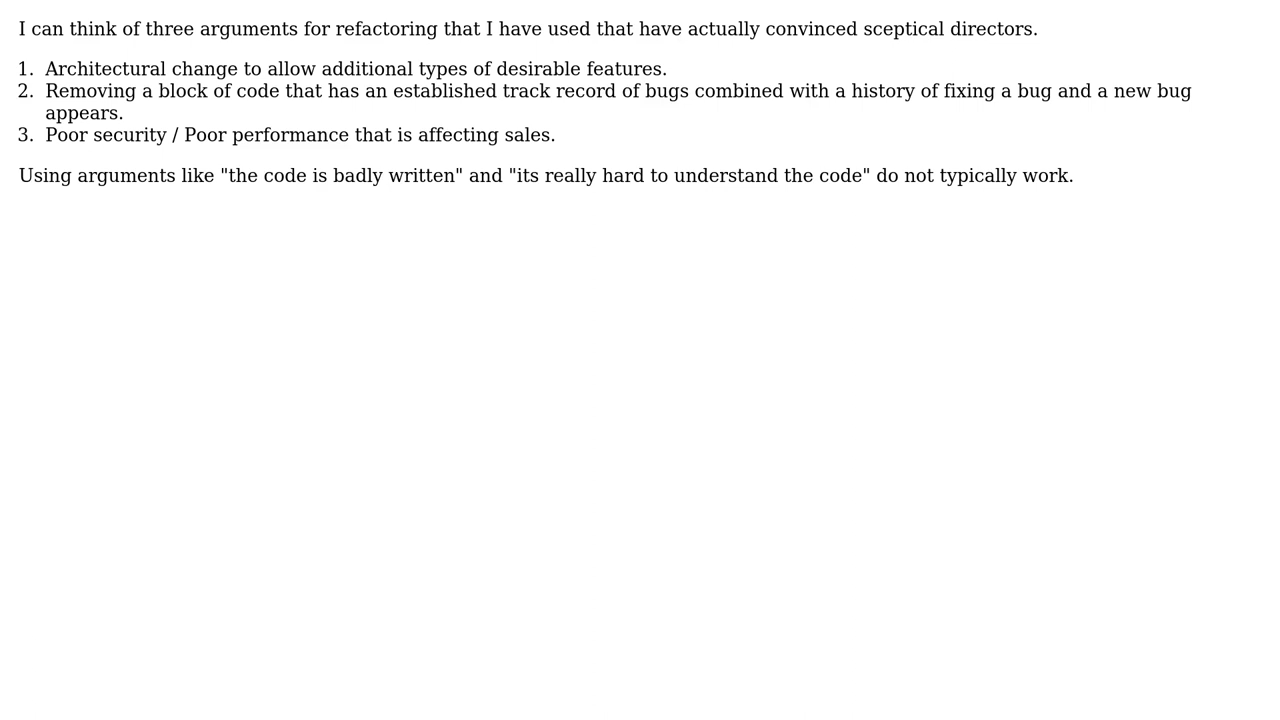 I can think of three arguments for refactoring that I have used that have actually convinced sceptical directors.
1. Architectural change to allow additional types of desirable features.
2. Removing a block of code that has an established track record of bugs combined with a history of fixing a bug and a new bug
appears.
3. Poor security / Poor performance that is affecting sales.
Using arguments like "the code is badly written" and "its really hard to understand the code" do not typically work.